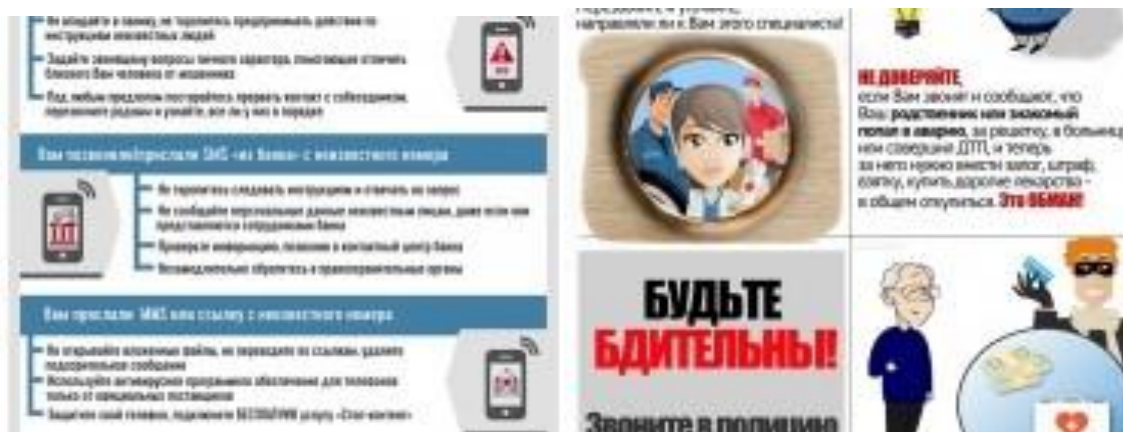 Не впадайте в панику, не торопитесь предпринимать действия по
инструкциям неизвестных людей
Задайте звонящему вопросы личного характера, помогающие отличить
близкого Вам человека от мошенника
Под любым предлогом постарайтесь прервать контакт с собеседником,
перезвоните родным и узнайте, все ли у них в порядке
Вам позвонили/прислали SMS «из банка» с неизвестного номера
Не торопитесь следовать инструкциям и отвечать на запрос
Не сообщайте персональные данные неизвестным лицам, даже если они
представляются сотрудниками банка
Проверьте информацию, позвонив в контактный центр банка
Незамедлительно обратитесь в правоохранительные органы
Вам прислали MMS или ссылку с неизвестного номера
Не открывайте вложенные файлы, не переходите по ссылкам, удалите
подозрительное сообщение
Используйте антивирусное программное обеспечение для телефонов
только от официальных поставщиков
Защитите свой телефон, подключите БЕСПЛАТНУЮ услугу «Стоп-контент»
направляли ли к Вам этого специалиста!
БУДЬТЕ
БДИТЕЛЬНЫ!
Звоните в полицию
НЕ ДОВЕРЯЙТЕ,
если Вам звонят и сообщают, что
Ваш родственник или знакомый
попал в аварию, за решетку, в больницу
или совершил ДТП, и теперь
за него нужно внести залог, штраф,
взятку, купить дорогие лекарства -
в общем откупиться. Это ОБМАН!